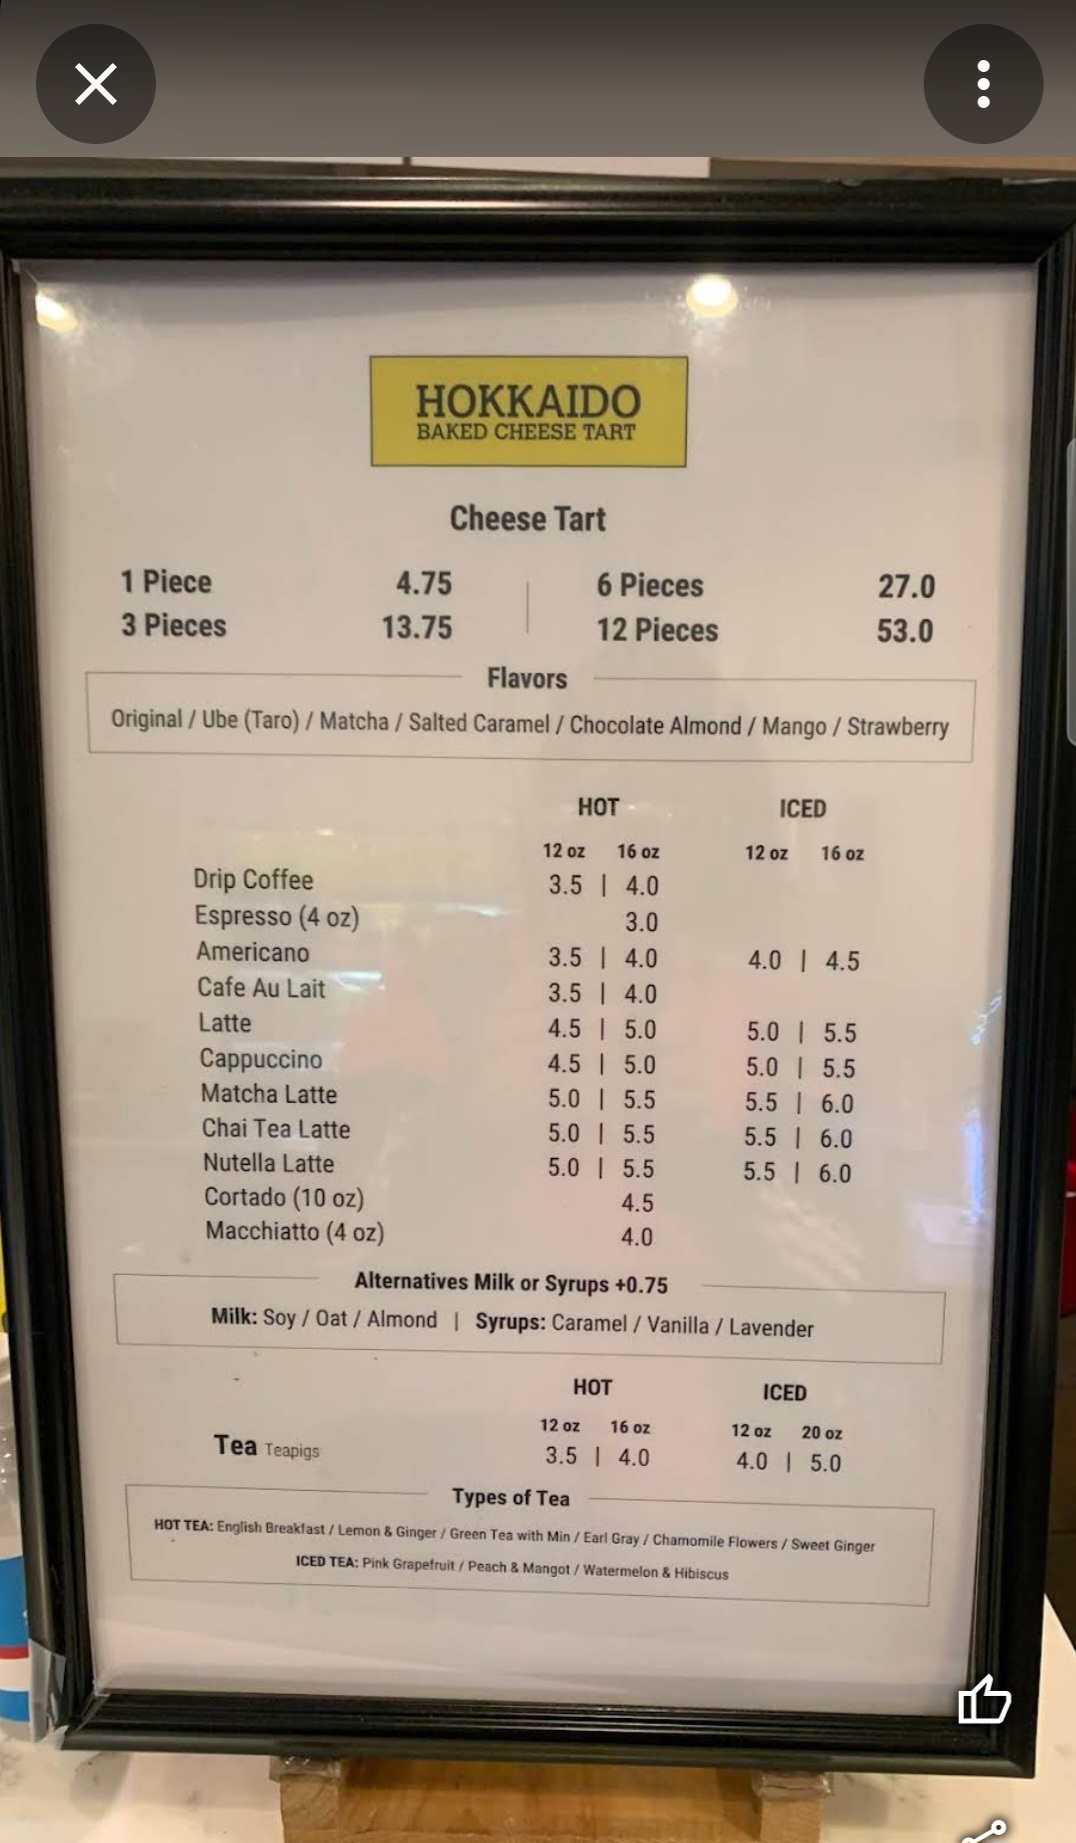 HOKKAIDO
BAKED CHEESE TART
Cheese Tart
1 Piece 4.75 | 6 Pieces 27.0
3 Pieces 13.75 | 12 Pieces 53.0
Flavors
Original / Ube (Taro) / Matcha / Salted Caramel / Chocolate Almond / Mango / Strawberry
HOT ICED
12 oz 16 oz 12 oz 16 oz
Drip Coffee 3.5 | 4.0
Espresso (4 oz) 3.0
Americano 3.5 | 4.0 4.0 | 4.5
Cafe Au Lait 3.5 | 4.0
Latte 4.5 | 5.0 5.0 | 5.5
Cappuccino 4.5 | 5.0 5.0 | 5.5
Matcha Latte 5.0 | 5.5 5.5 | 6.0
Chai Tea Latte 5.0 | 5.5 5.5 | 6.0
Nutella Latte 5.0 | 5.5 5.5 | 6.0
Cortado (10 oz) 4.5
Macchiatto (4 oz) 4.0
Alternatives Milk or Syrups +0.75
Milk: Soy / Oat / Almond | Syrups: Caramel / Vanilla / Lavender
HOT ICED
12 oz 16 oz 12 oz 20 oz
Tea Teapigs 3.5 | 4.0 4.0 | 5.0
Types of Tea
HOT TEA: English Breakfast / Lemon & Ginger / Green Tea with Min / Earl Gray / Chamomile Flowers / Sweet Ginger
ICED TEA: Pink Grapefruit / Peach & Mangot / Watermelon & Hibiscus